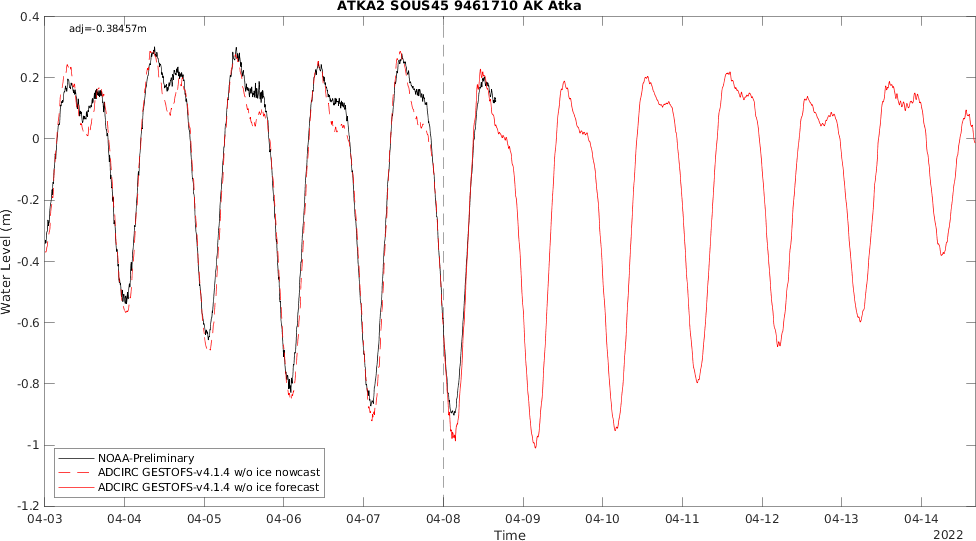 ATKA2 SOUS45 9461710 AK Atka
adj=-0.38457m
0.4
0.2
0
-0.2
-0.4
-0.6
-0.8
-1
-1.2
Water Level (m)
NOAA-Preliminary
ADCIRC GESTOFS-v4.1.4 w/o ice nowcast
ADCIRC GESTOFS-v4.1.4 w/o ice forecast
04-03 04-04 04-05 04-06 04-07 04-08 04-09 04-10 04-11 04-12 04-13 04-14
Time
2022